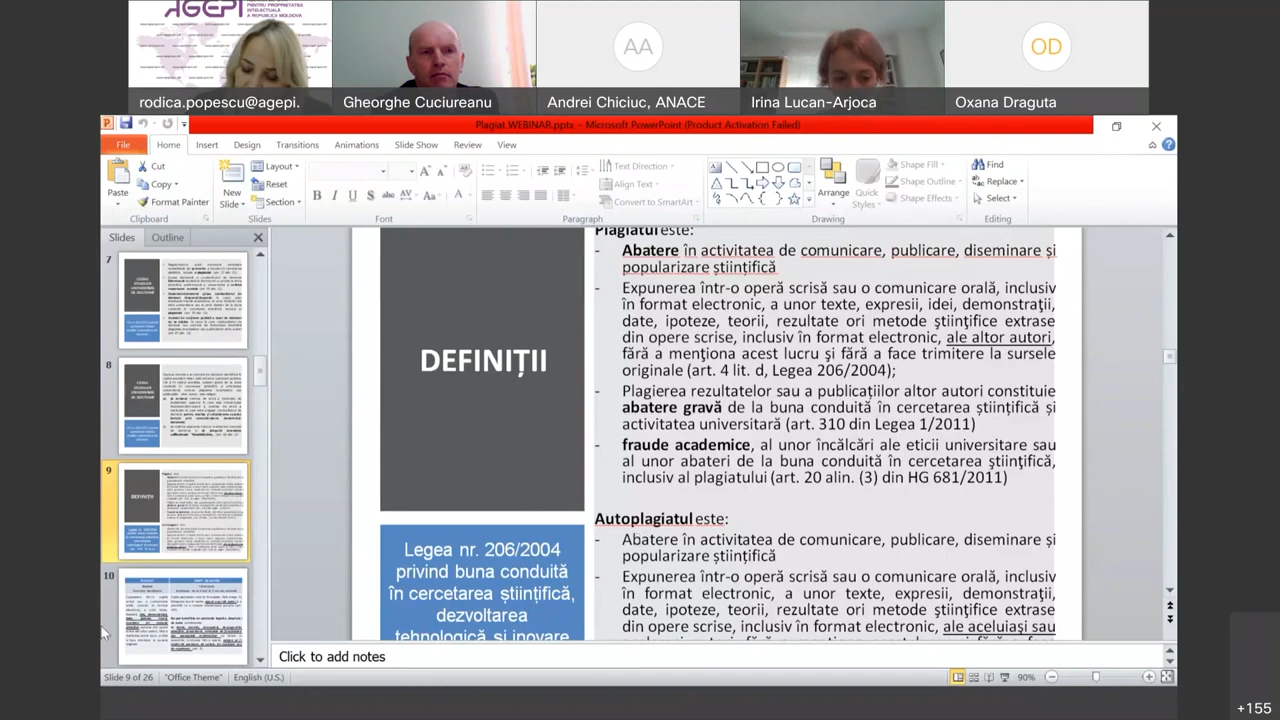 AGEPI
PENTRU PROPRIETATEA
INTELECTUALĂ
A REPUBLICII MOLDOVA
AA
OD
rodica.popescu@agepi.
Gheorghe Cuciureanu
Andrei Chiciuc, ANACE
Irina Lucan-Arjoca
Oxana Draguta
Plagiat WEBINAR.pptx - Microsoft PowerPoint (Product Activation Failed)
File Home Insert Design Transitions Animations Slide Show Review View
Paste
Cut
Copy
Format Painter
Clipboard
New
Slide
Layout
Reset
Section
Slides
Font
Text Direction
Align Text
Convert to SmartArt
Paragraph
Arrange
Quick
Styles
Shape Fill
Shape Outline
Shape Effects
Drawing
Find
Replace
Select
Editing
Slides Outline
7
8
9
10
DEFINIȚII
Legea nr. 206/2004
privind buna conduită
în cercetarea științifică,
dezoltarea
Plagiatul este:
- Abatere în activitatea de comunicare, publicare, diseminare și
popularizare științifică
- Expunerea într-o operă scrisă sau o comunicare orală, inclusiv
în format electronic, a unor texte, expresii, idei, demonstrații,
date, ipoteze, teorii, rezultate ori metode științifice extrase
din opere scrise, inclusiv în format electronic, ale altor autori,
fără a menționa acest lucru și fără a face trimitere la sursele
originale (art. 4 lit. d, Legea 206/2004);
- Plagierea rezultatelor sau a publicațiilor altor autori constituie
abatere gravă de la buna conduită în cercetarea științifică și
activitatea universitară (art. 310 din Legea 1/2011)
- fraude academice, al unor încălcări ale eticii universitare sau
al unor abateri de la buna conduită în cercetarea științifică,
inclusiv al plagiatului (art. 20 alin. (3) HG 681/2011)
Autoplagiatul este:
- Abatere în activitatea de comunicare, publicare, diseminare și
popularizare științifică
- Expunerea într-o operă scrisă sau o comunicare orală, inclusiv
în format electronic, a unor texte, expresii, demonstrații,
date, ipoteze, teorii, rezultate ori metode științifice extrase
din opere scrise, inclusiv în format electronic, ale aceluiași sau
Click to add notes
Slide 9 of 26 "Office Theme" English (U.S.) 90%
+155